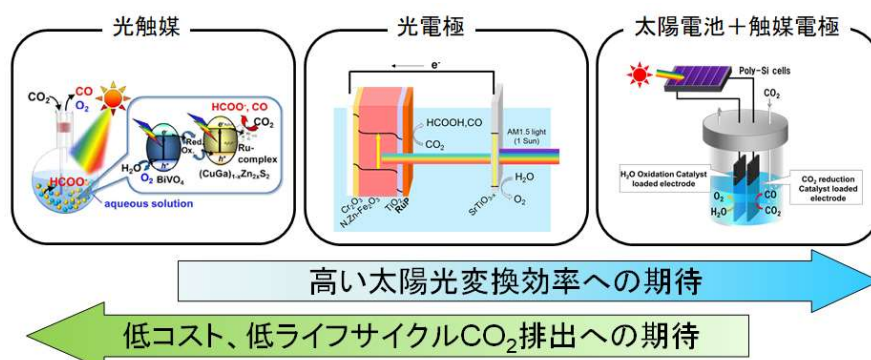 光触媒
CO₂
CO
O₂
HCOO⁻
HCOO⁻, CO
CO₂
e⁻
e⁻
Red.
Ox.
Ru-
complex
H₂O
O₂
h⁺
h⁺
BiVO₄
(CuGa)₁₋ₓZn₂ₓS₂
aqueous solution
光電極
e⁻
HCOOH,CO
CO₂
AM1.5 light
(1 Sun)
H₂O
O₂
Cr₂O₃
N,Zn-Fe₂O₃
TiO₂
RuP
太陽電池＋触媒電極
Poly-Si cells
CO₂
H₂O Oxidation Catalyst
loaded electrode
CO₂ reduction
Catalyst loaded
electrode
O₂
H₂O
CO
CO₂
高い太陽光変換効率への期待
低コスト、低ライフサイクルCO₂排出への期待